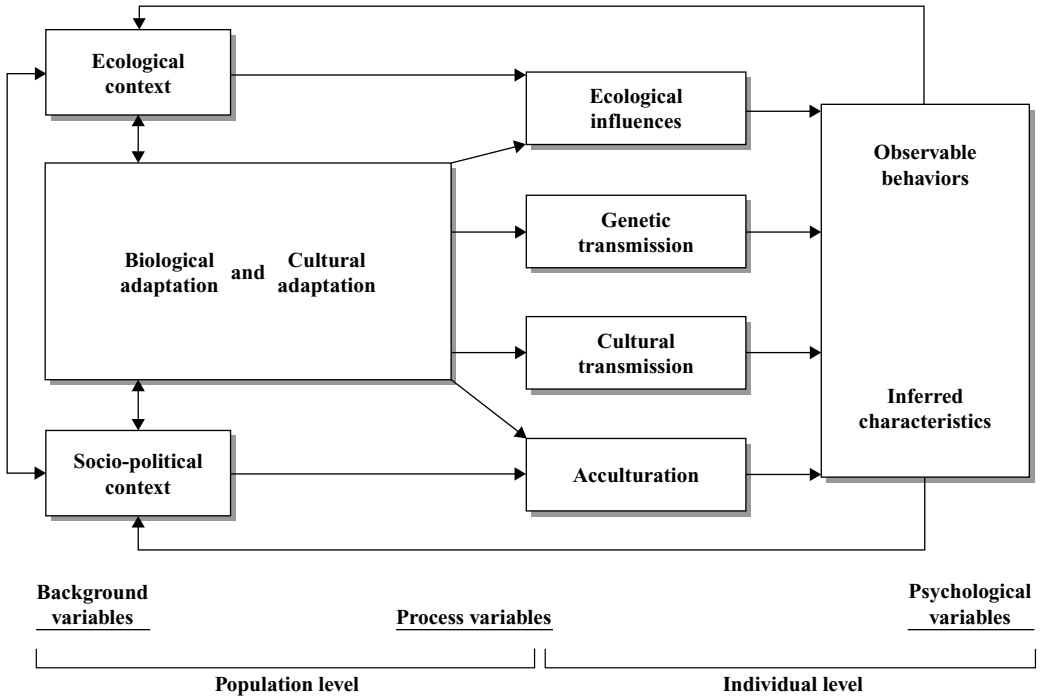 Ecological
context
Ecological
influences
Observable
behaviors
Biological
adaptation
and
Cultural
adaptation
Genetic
transmission
Cultural
transmission
Inferred
characteristics
Socio-political
context
Acculturation
Background
variables
Process variables
Psychological
variables
Population level
Individual level